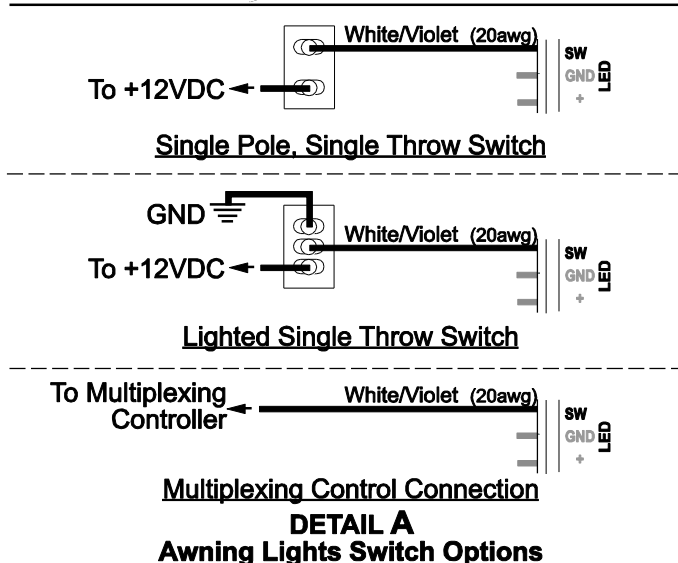 White/Violet (20awg)
SW
GND
LED
+
To +12VDC
Single Pole, Single Throw Switch
GND
White/Violet (20awg)
SW
GND
LED
+
To +12VDC
Lighted Single Throw Switch
To Multiplexing
Controller
White/Violet (20awg)
SW
GND
LED
+
Multiplexing Control Connection
DETAIL A
Awning Lights Switch Options